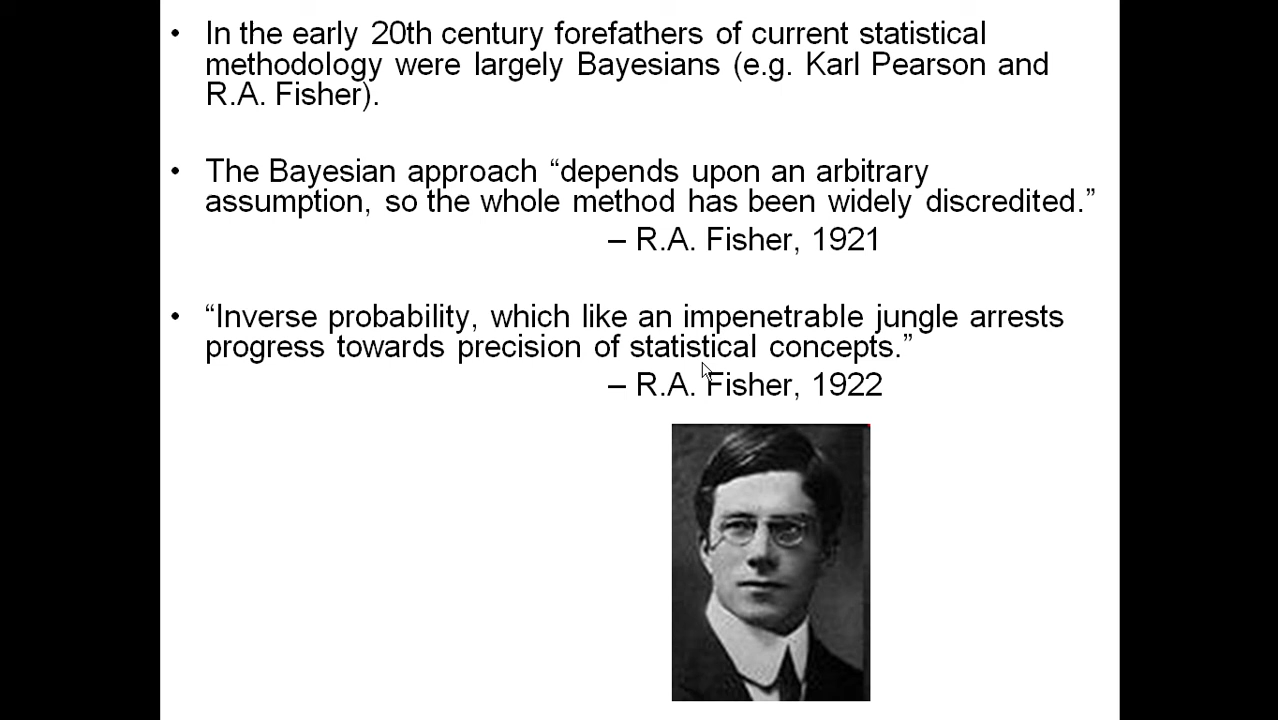 • In the early 20th century forefathers of current statistical
methodology were largely Bayesians (e.g. Karl Pearson and
R.A. Fisher).
• The Bayesian approach “depends upon an arbitrary
assumption, so the whole method has been widely discredited.”
– R.A. Fisher, 1921
• “Inverse probability, which like an impenetrable jungle arrests
progress towards precision of statistical concepts.”
– R.A. Fisher, 1922